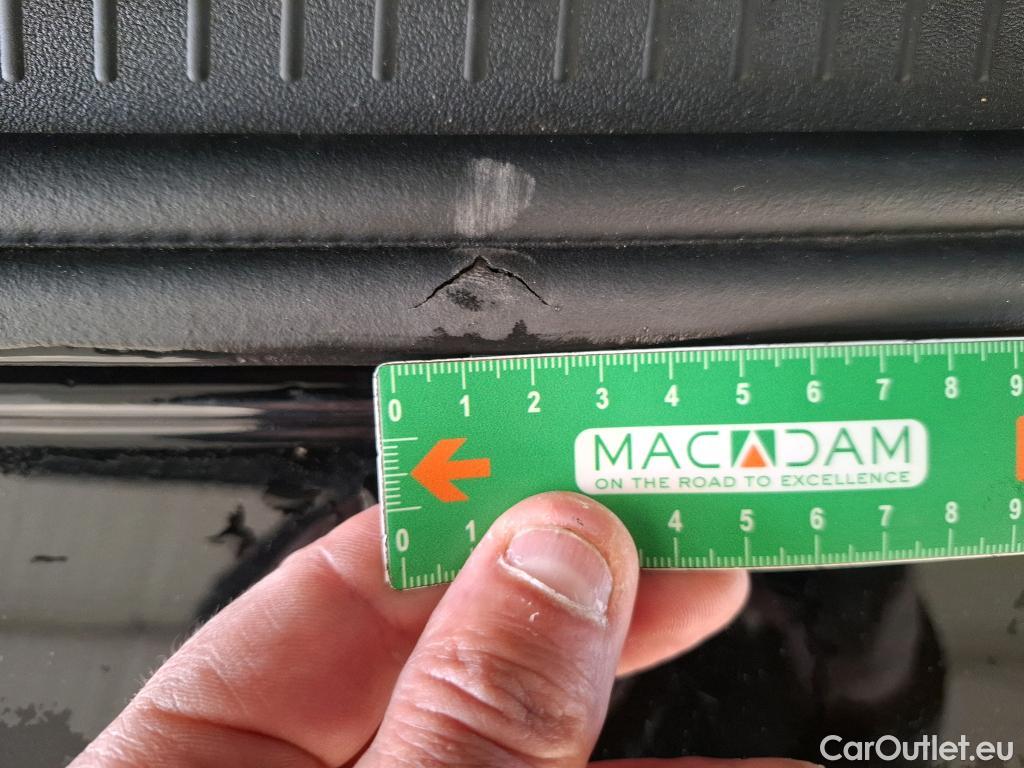 0 1 2 3 4 5 6 7 8 9
MACADAM
ON THE ROAD TO EXCELLENCE
0 1 4 5 6 7 8 9
CarOutlet.eu